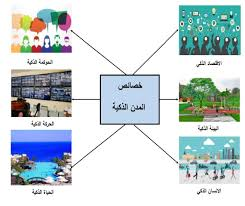 خصائص
المدن الذكية
الاقتصاد الذكي
الحوكمة الذكية
البيئة الذكية
الحركة الذكية
الانسان الذكي
الحياة الذكية